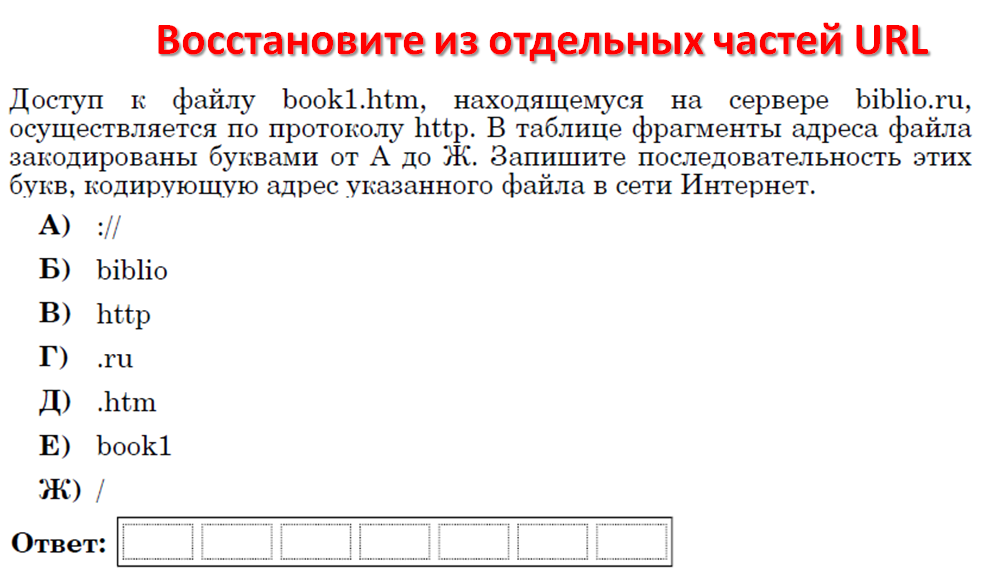 Восстановите из отдельных частей URL
Доступ к файлу book1.htm, находящемуся на сервере biblio.ru,
осуществляется по протоколу http. В таблице фрагменты адреса файла
закодированы буквами от А до Ж. Запишите последовательность этих
букв, кодирующую адрес указанного файла в сети Интернет.
А) ://
Б) biblio
В) http
Г) .ru
Д) .htm
Е) book1
Ж) /
Ответ: